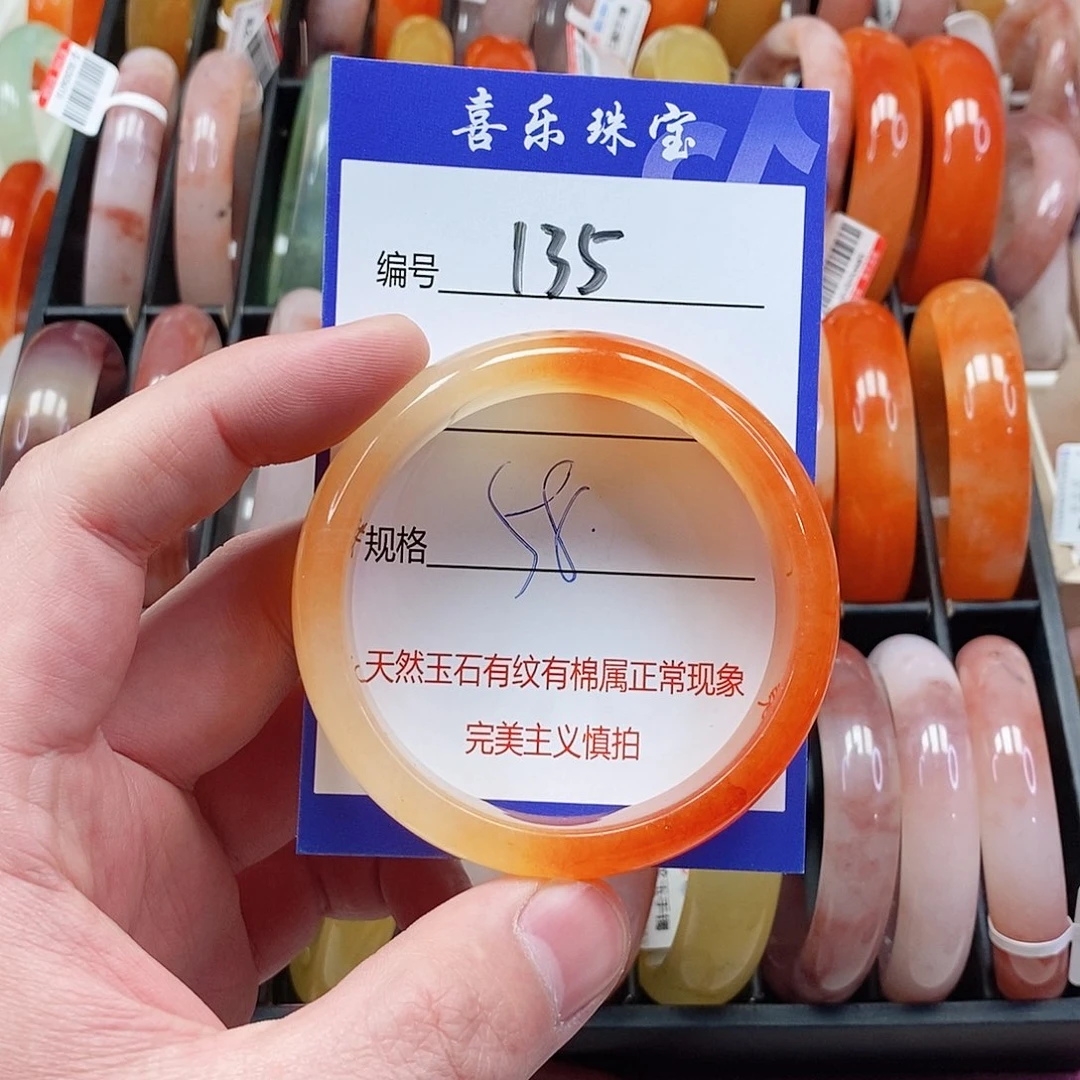 喜乐珠宝
编号 135
规格 58.
天然玉石有纹有棉属正常现象
完美主义慎拍